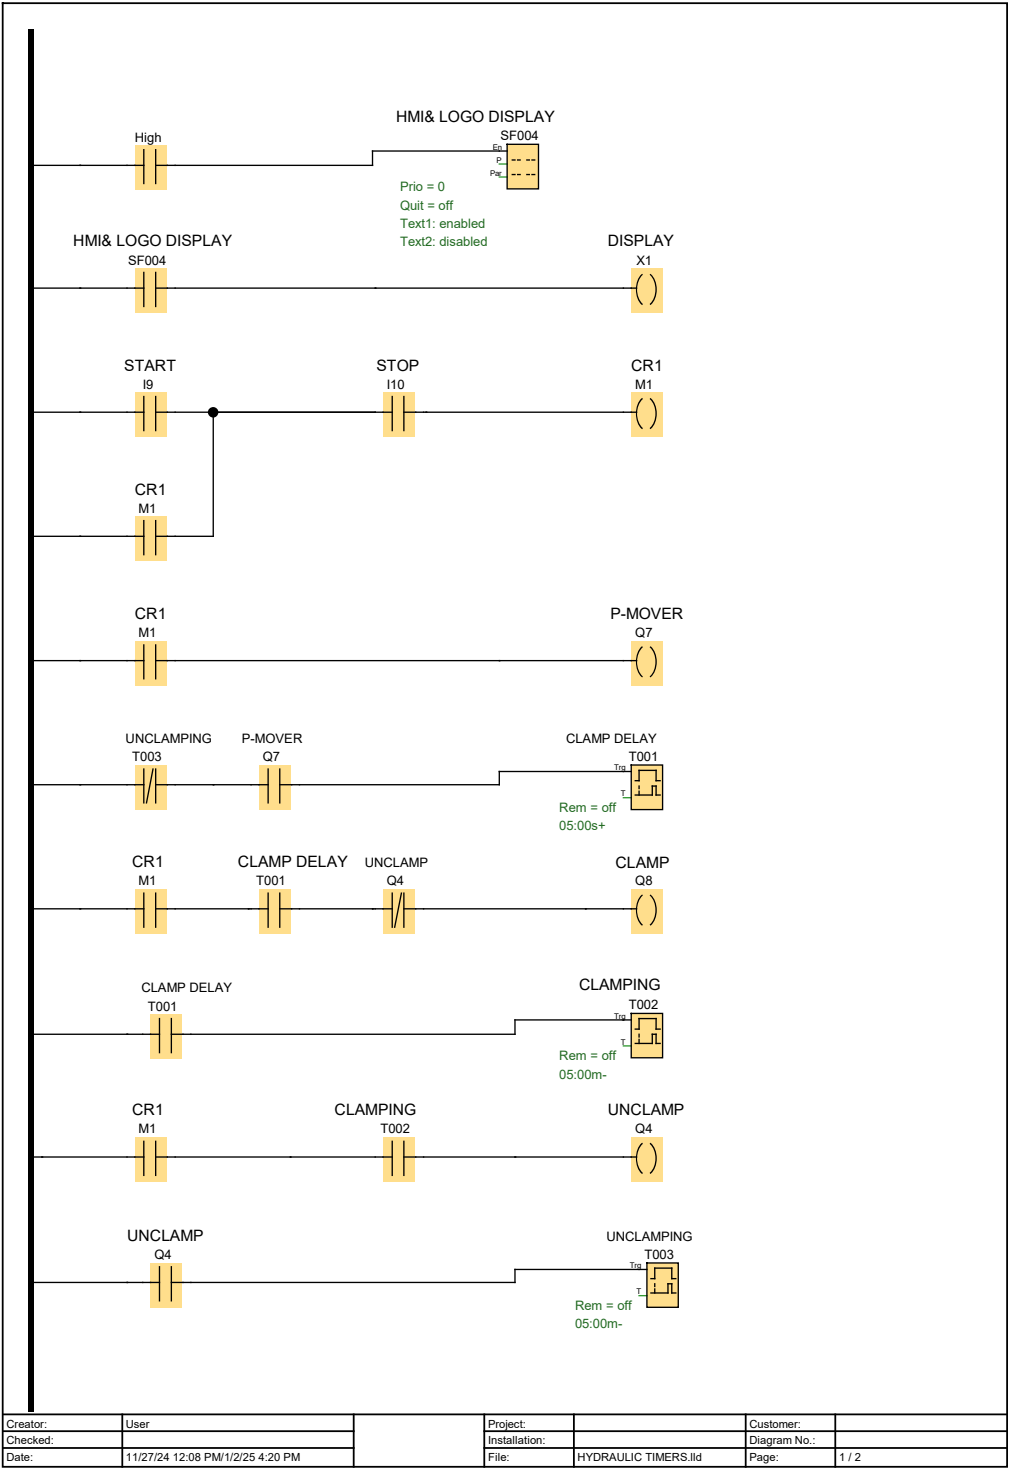 HMI& LOGO DISPLAY
High
SF004
En
P
Par
Prio = 0
Quit = off
Text1: enabled
Text2: disabled
HMI& LOGO DISPLAY
DISPLAY
SF004
X1
START
STOP
CR1
I9
I10
M1
CR1
M1
CR1
P-MOVER
M1
Q7
UNCLAMPING
P-MOVER
CLAMP DELAY
T003
Q7
T001
Trg
T
Rem = off
05:00s+
CR1
CLAMP DELAY
UNCLAMP
CLAMP
M1
T001
Q4
Q8
CLAMP DELAY
CLAMPING
T001
T002
Trg
T
Rem = off
05:00m-
CR1
CLAMPING
UNCLAMP
M1
T002
Q4
UNCLAMP
UNCLAMPING
Q4
T003
Trg
T
Rem = off
05:00m-
Creator: User Project: Customer:
Checked: Installation: Diagram No.:
Date: 11/27/24 12:08 PM/1/2/25 4:20 PM File: HYDRAULIC TIMERS.lld Page: 1 / 2